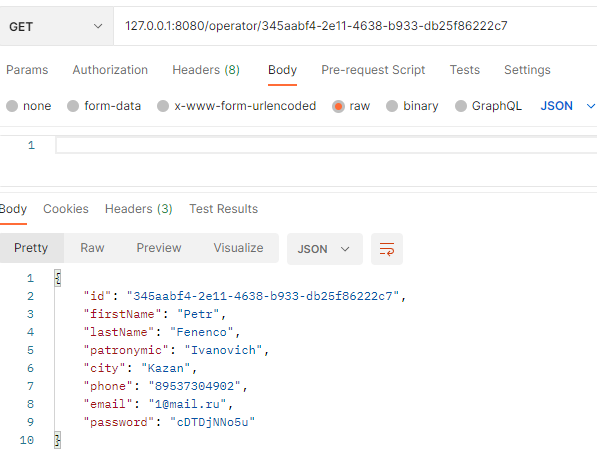 GET 127.0.0.1:8080/operator/345aabf4-2e11-4638-b933-db25f86222c7
Params Authorization Headers (8) Body Pre-request Script Tests Settings
none form-data x-www-form-urlencoded raw binary GraphQL JSON
1
Body Cookies Headers (3) Test Results
Pretty Raw Preview Visualize JSON
1 {
2 "id": "345aabf4-2e11-4638-b933-db25f86222c7",
3 "firstName": "Petr",
4 "lastName": "Fenenco",
5 "patronymic": "Ivanovich",
6 "city": "Kazan",
7 "phone": "89537304902",
8 "email": "1@mail.ru",
9 "password": "cDTDjNNo5u"
10 }